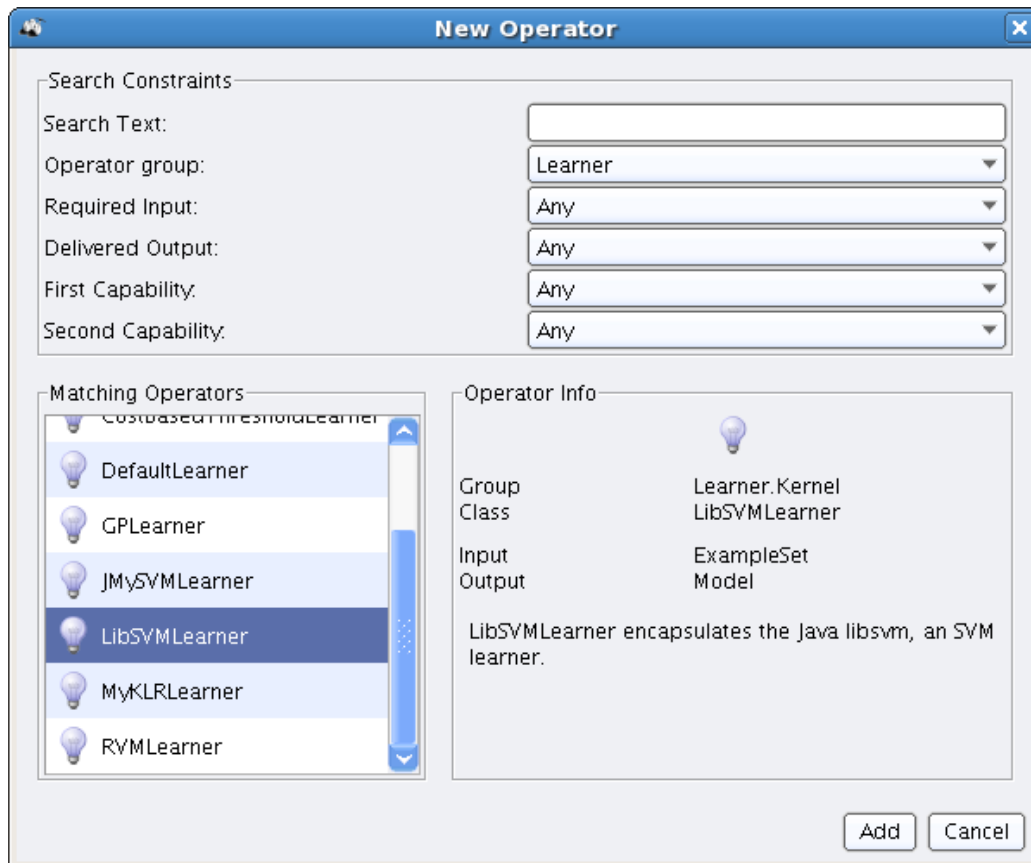 New Operator
Search Constraints
Search Text:
Operator group: Learner
Required Input: Any
Delivered Output: Any
First Capability: Any
Second Capability: Any
Matching Operators
CostBasedThresholdLearner
DefaultLearner
GPLearner
JMySVMLearner
LibSVMLearner
MyKLRLearner
RVMLearner
Operator Info
Group Learner.Kernel
Class LibSVMLearner
Input ExampleSet
Output Model
LibSVMLearner encapsulates the Java libsvm, an SVM
learner.
Add Cancel